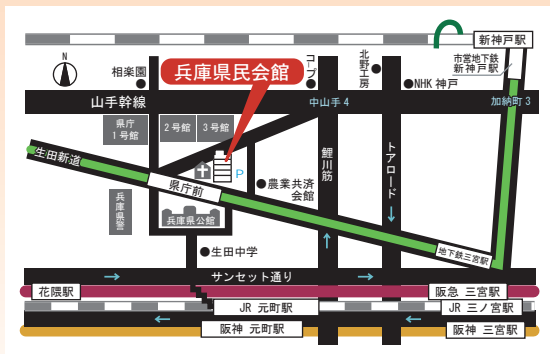 新神戸駅
N
市営地下鉄
新神戸駅
相楽園
兵庫県民会館
コープ
北野工房
NHK 神戸
山手幹線
中山手 4
加納町 3
県庁
1号館
2号館
3号館
生田新道
P
鯉川筋
トアロード
県庁前
農業共済
会館
兵庫県警
兵庫県公館
生田中学
地下鉄三宮駅
サンセット通り
花隈駅
阪急 三宮駅
JR 元町駅
JR 三ノ宮駅
阪神 元町駅
阪神 三宮駅